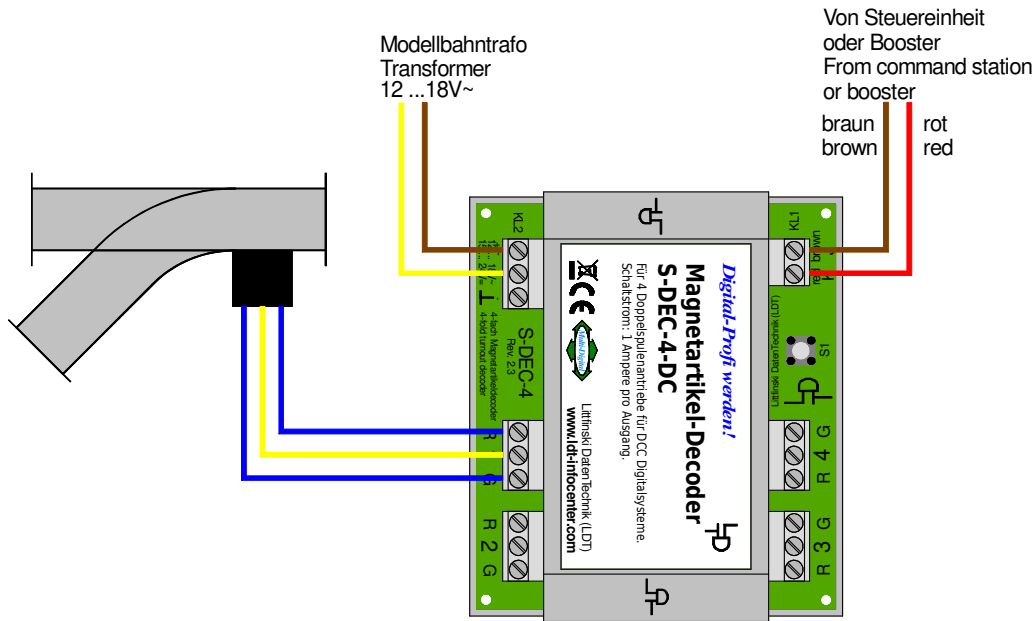 Modellbahntrafo
Transformer
12 ...18V~
Von Steuereinheit
oder Booster
From command station
or booster
braun
brown
rot
red
KL2
S-DEC-4
Rev. 2.3
4-fach Magnetartikeldecoder
4-fold turnout decoder
R
G
R 2 G
Digital-Profi werden!
Magnetartikel-Decoder
S-DEC-4-DC
Für 4 Doppelspulenantriebe für DCC Digitalsysteme.
Schaltstrom: 1 Ampere pro Ausgang.
Multi-Digital
Littfinski DatenTechnik (LDT)
www.ldt-infocenter.com
KL1
S1
Littfinski DatenTechnik (LDT)
R 4 G
R 3 G